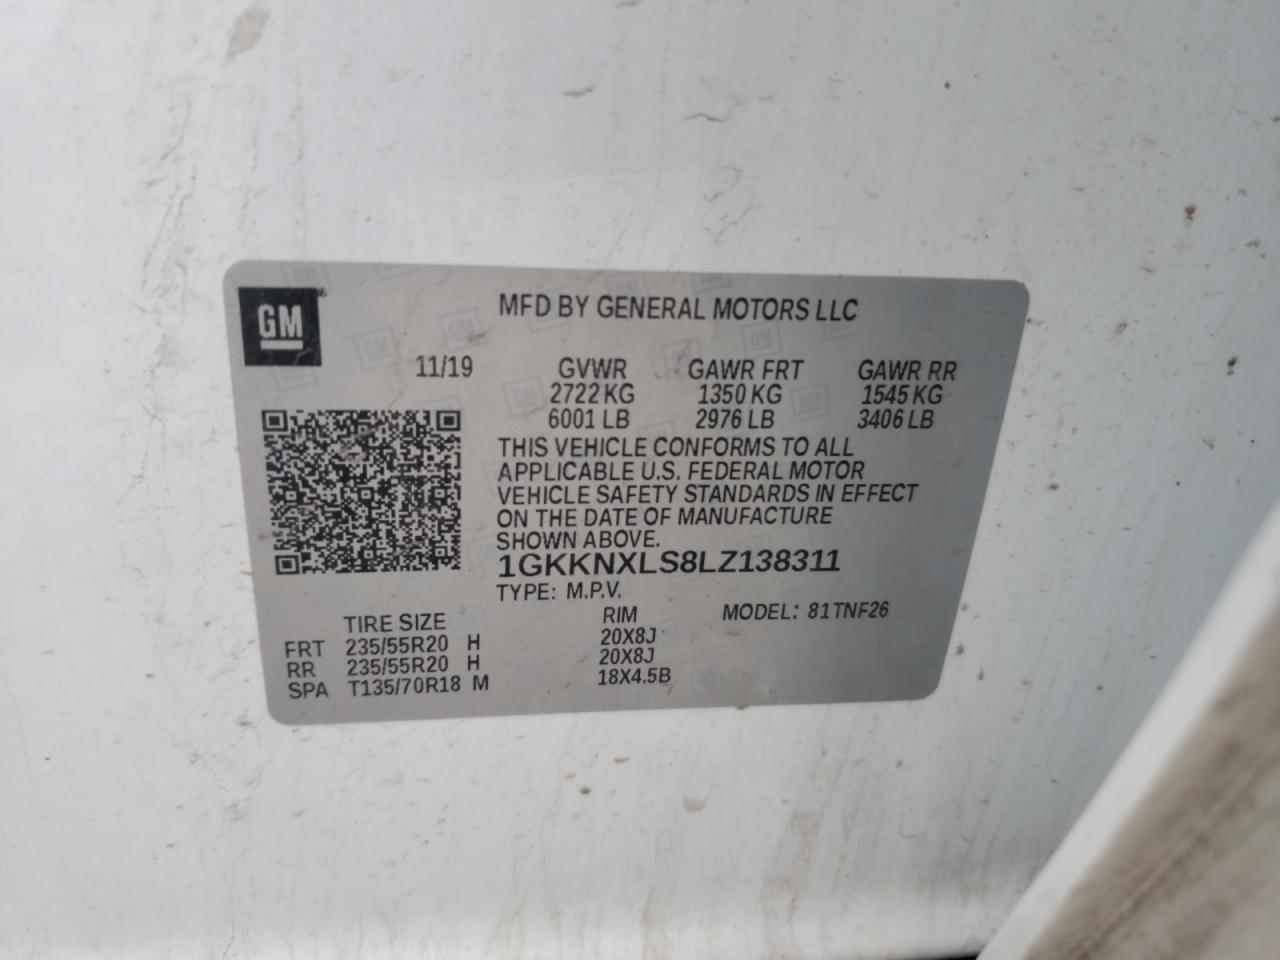 GM
MFD BY GENERAL MOTORS LLC
11/19 GVWR GAWR FRT GAWR RR
2722 KG 1350 KG 1545 KG
6001 LB 2976 LB 3406 LB
THIS VEHICLE CONFORMS TO ALL
APPLICABLE U.S. FEDERAL MOTOR
VEHICLE SAFETY STANDARDS IN EFFECT
ON THE DATE OF MANUFACTURE
SHOWN ABOVE.
1GKKNXLS8LZ138311
TYPE: M.P.V.
TIRE SIZE RIM MODEL: 81TNF26
FRT 235/55R20 H 20X8J
RR 235/55R20 H 20X8J
SPA T135/70R18 M 18X4.5B